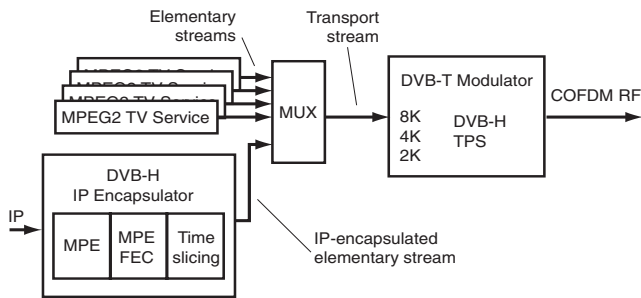 Elementary
streams
Transport
stream
MPEG2 TV Service
MUX
DVB-T Modulator
8K
4K
2K
DVB-H
TPS
COFDM RF
DVB-H
IP Encapsulator
IP
MPE
MPE
FEC
Time
slicing
IP-encapsulated
elementary stream